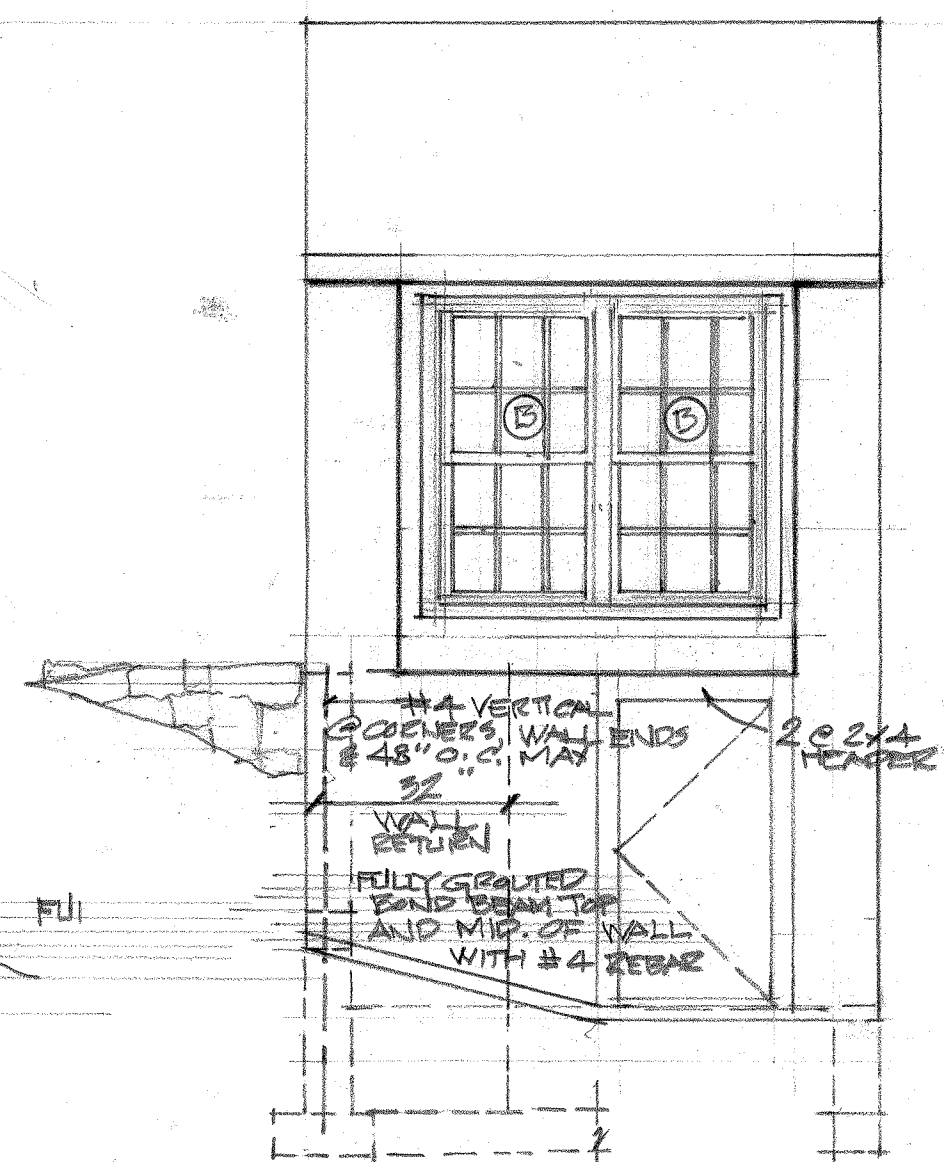 B B
#4 VERTICAL
@ CORNERS, WALL ENDS
& 48" O.C. MAX
2 @ 2x4
HEADER
32"
WALL
RETURN
FULLY GROUTED
BOND BEAM TOP
AND MID. OF WALL
WITH #4 REBAR
FUI